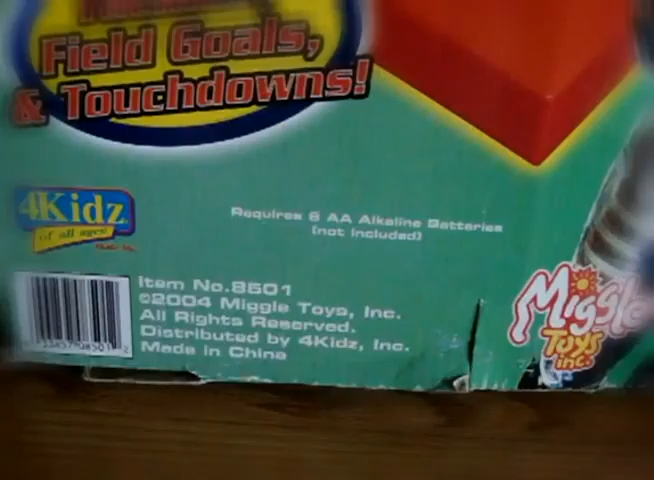 Field Goals,
& Touchdowns!
4Kidz
of all ages!
Requires 6 AA Alkaline Batteries
(not included)
Item No.8501
©2004 Miggle Toys, Inc.
All Rights Reserved.
Distributed by 4Kidz, Inc.
Made in China
Miggle
Toys
inc.